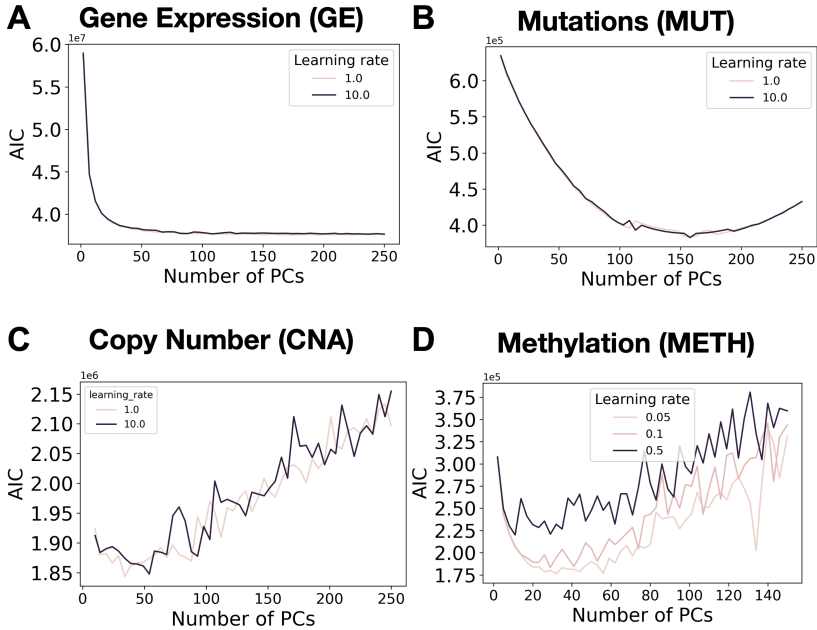 A
Gene Expression (GE)
1e7
6.0
5.5
5.0
4.5
4.0
AIC
Learning rate
1.0
10.0
0 50 100 150 200 250
Number of PCs
B
Mutations (MUT)
1e5
6.0
5.5
5.0
4.5
4.0
AIC
Learning rate
1.0
10.0
0 50 100 150 200 250
Number of PCs
C
Copy Number (CNA)
1e6
2.15
2.10
2.05
2.00
1.95
1.90
1.85
AIC
learning_rate
1.0
10.0
0 50 100 150 200 250
Number of PCs
D
Methylation (METH)
1e5
3.75
3.50
3.25
3.00
2.75
2.50
2.25
2.00
1.75
AIC
Learning rate
0.05
0.1
0.5
0 20 40 60 80 100 120 140
Number of PCs